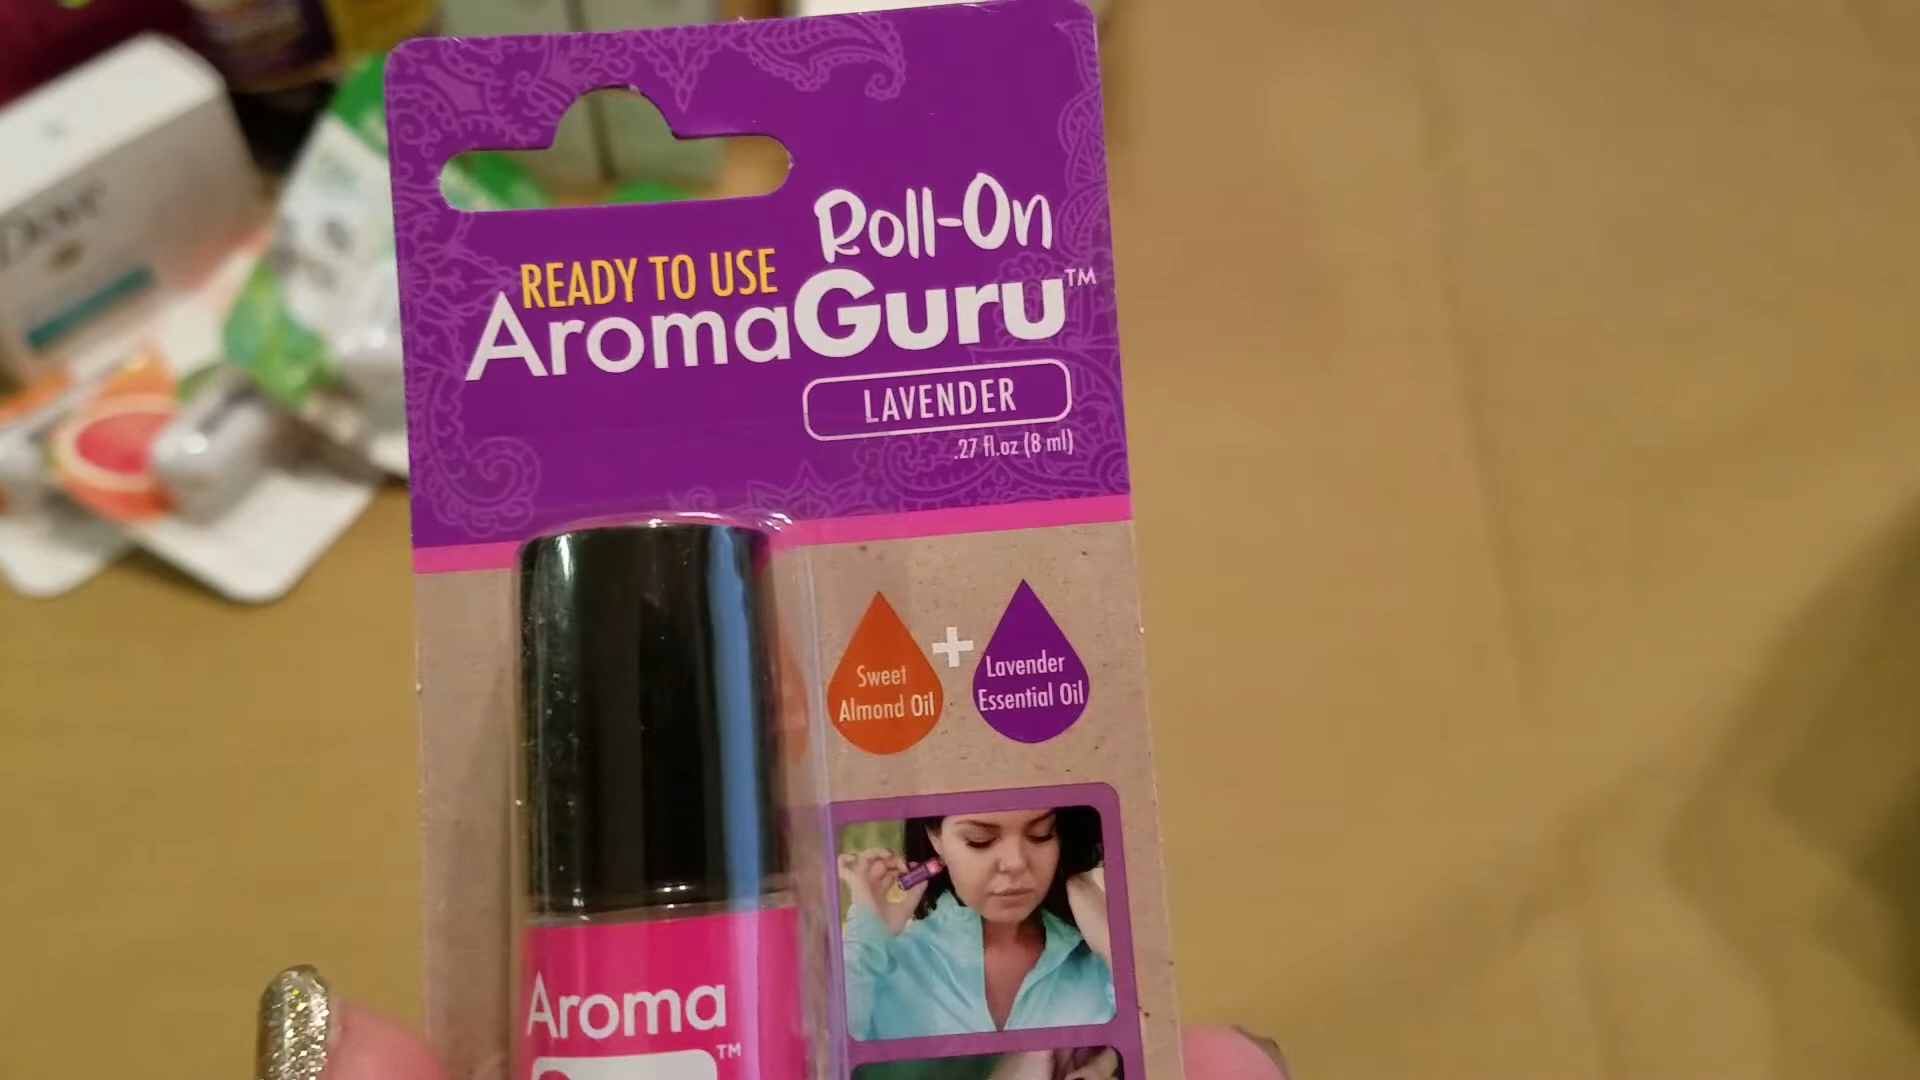 Roll-On
READY TO USE
AromaGuru™
LAVENDER
.27 fl.oz (8 ml)
Sweet
Almond Oil
+
Lavender
Essential Oil
Aroma
™
Dove